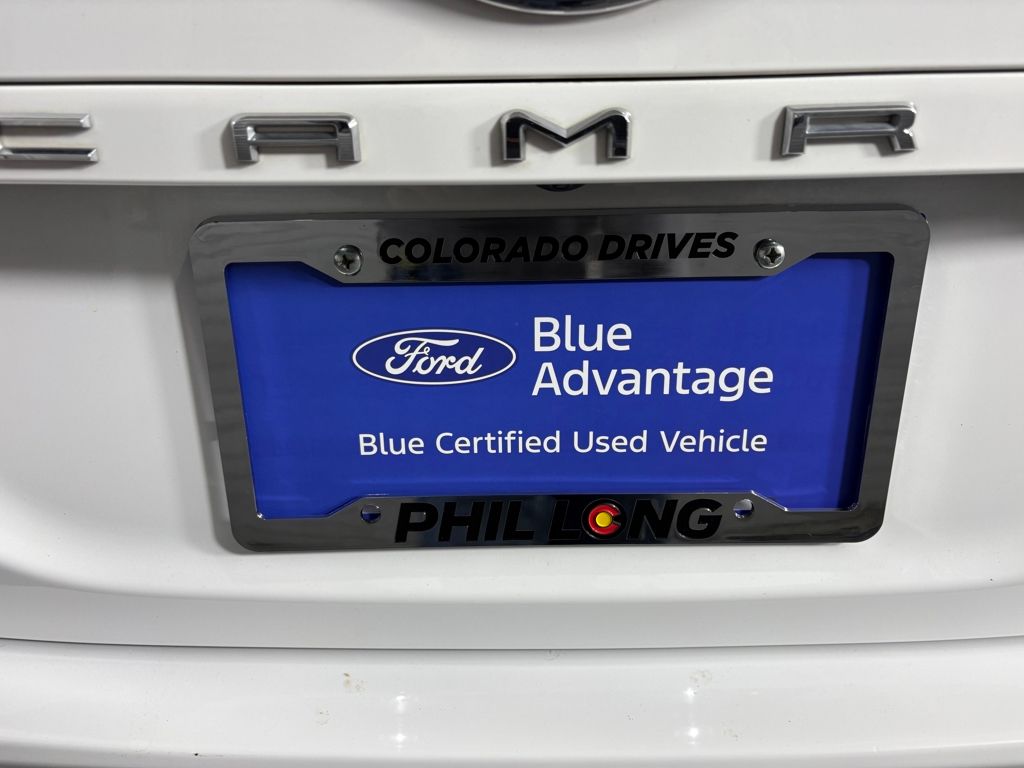 CAMR
COLORADO DRIVES
Ford
Blue
Advantage
Blue Certified Used Vehicle
PHIL LONG